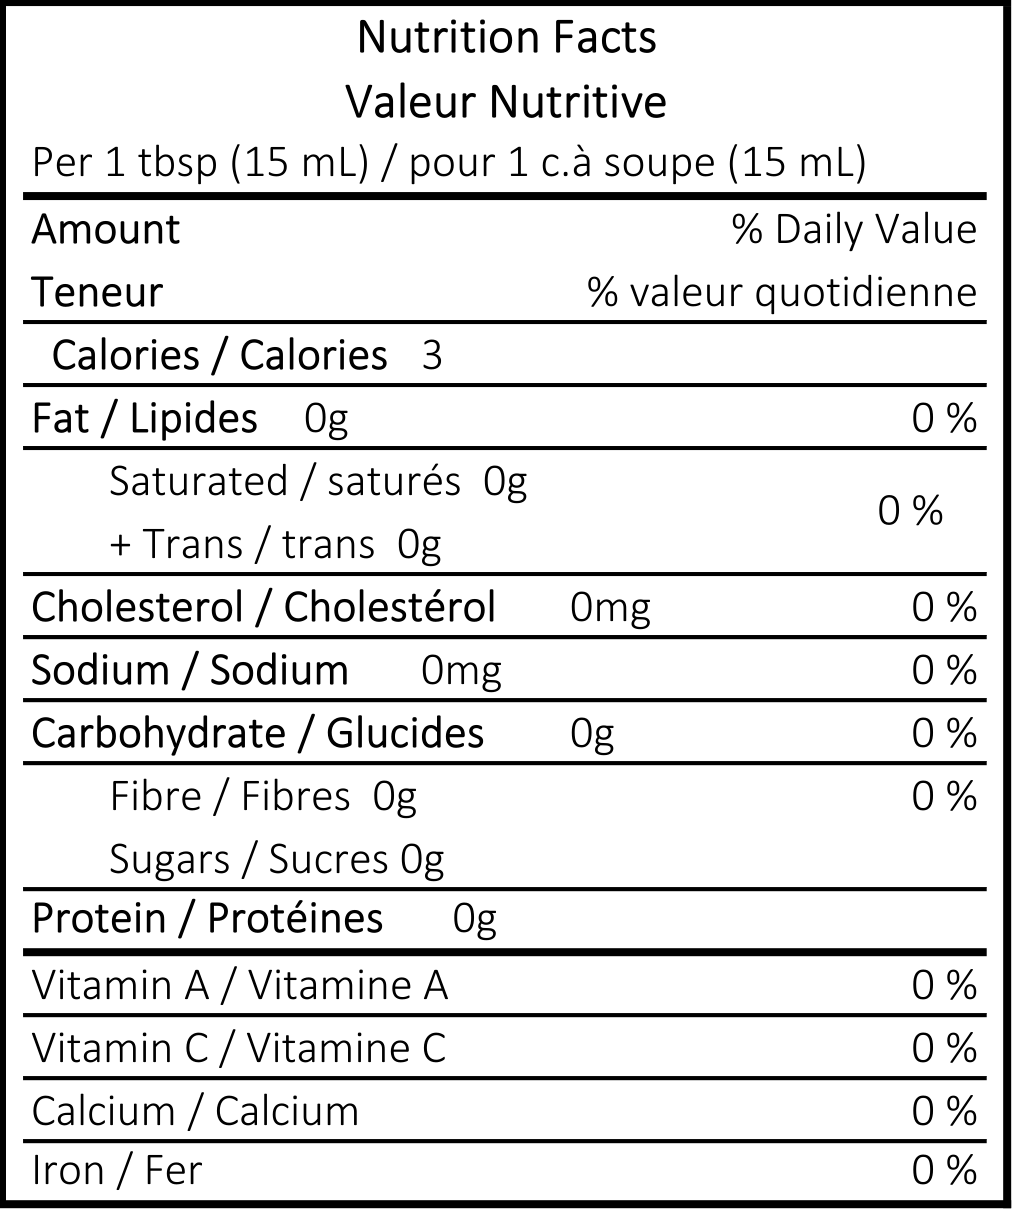 Nutrition Facts
Valeur Nutritive
Per 1 tbsp (15 mL) / pour 1 c.à soupe (15 mL)
Amount % Daily Value
Teneur % valeur quotidienne
Calories / Calories 3
Fat / Lipides 0g 0 %
Saturated / saturés 0g
0 %
+ Trans / trans 0g
Cholesterol / Cholestérol 0mg 0 %
Sodium / Sodium 0mg 0 %
Carbohydrate / Glucides 0g 0 %
Fibre / Fibres 0g 0 %
Sugars / Sucres 0g
Protein / Protéines 0g
Vitamin A / Vitamine A 0 %
Vitamin C / Vitamine C 0 %
Calcium / Calcium 0 %
Iron / Fer 0 %